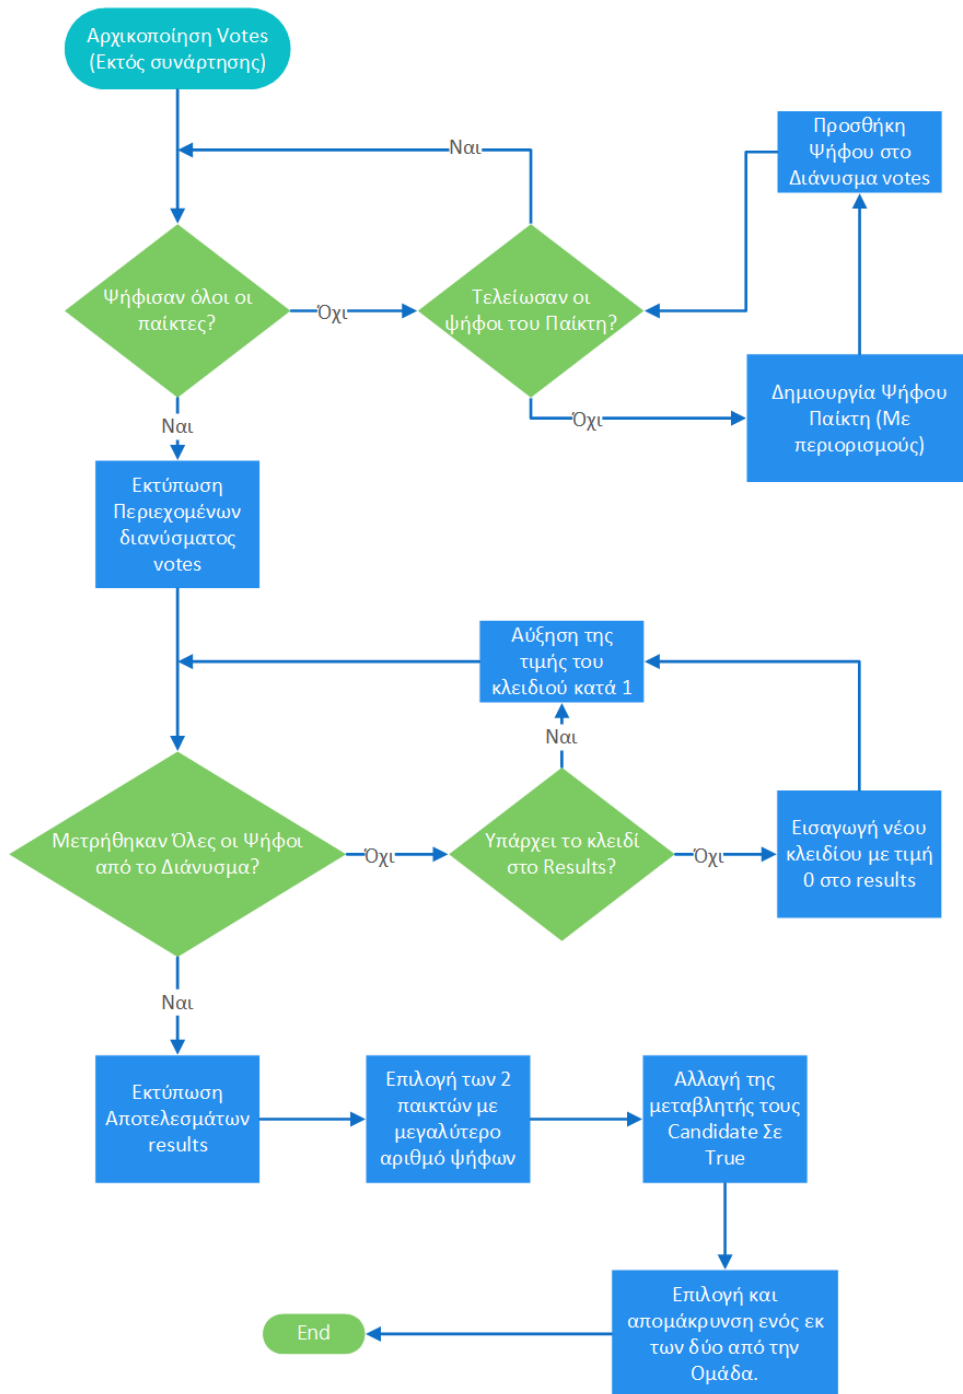 Αρχικοποίηση Votes
(Εκτός συνάρτησης)
Ναι
Προσθήκη
Ψήφου στο
Διάνυσμα votes
Ψήφισαν όλοι οι
παίκτες?
Όχι
Τελείωσαν οι
ψήφοι του Παίκτη?
Όχι
Δημιουργία Ψήφου
Παίκτη (Με
περιορισμούς)
Ναι
Εκτύπωση
Περιεχομένων
διανύσματος
votes
Αύξηση της
τιμής του
κλειδιού κατά 1
Ναι
Μετρήθηκαν Όλες οι Ψήφοι
από το Διάνυσμα?
Όχι
Υπάρχει το κλειδί
στο Results?
Όχι
Εισαγωγή νέου
κλειδίου με τιμή
0 στο results
Ναι
Εκτύπωση
Αποτελεσμάτων
results
Επιλογή των 2
παικτών με
μεγαλύτερο
αριθμό ψήφων
Αλλαγή της
μεταβλητής τους
Candidate Σε
True
Επιλογή και
απομάκρυνση ενός εκ
των δύο από την
Ομάδα.
End